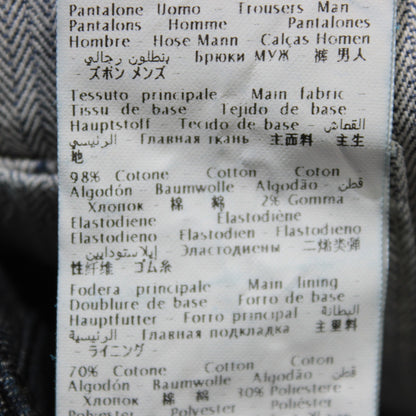 Pantalone Uomo – Trousers Man –
Pantalons Homme – Pantalones
Hombre – Hose Mann – Calças Homen
بنطلون رجالي – Брюки МУЖ 裤 男人
– ズボン メンズ –
Tessuto principale – Main fabric –
Tissu de base – Tejido de base –
Hauptstoff – Tecido de base – القماش
الرئيسي – Главная ткань 主面料 – 主生
地
98% Cotone Cotton Coton
Algodón – Baumwolle Algodão – قطن
– Хлопок – 棉 綿 2% Gomma
Elastodiene Elastodiène
Elastodieno – Elastodien – Elastodieno
– إيلاستودايين – Эластодиены – 二烯类弹
性纤维 – ゴム糸
Fodera principale – Main lining –
Doublure de base – Forro de base –
Hauptfutter – Forro principal – البطانة
الرئيسية – Главная подкладка 主里料
– ライニング –
70% Cotone Cotton Coton
Algodón – Baumwolle Algodão – قطن
– Хлопок – 棉 綿 30% Poliestere
Polyester Polyester Poliéster